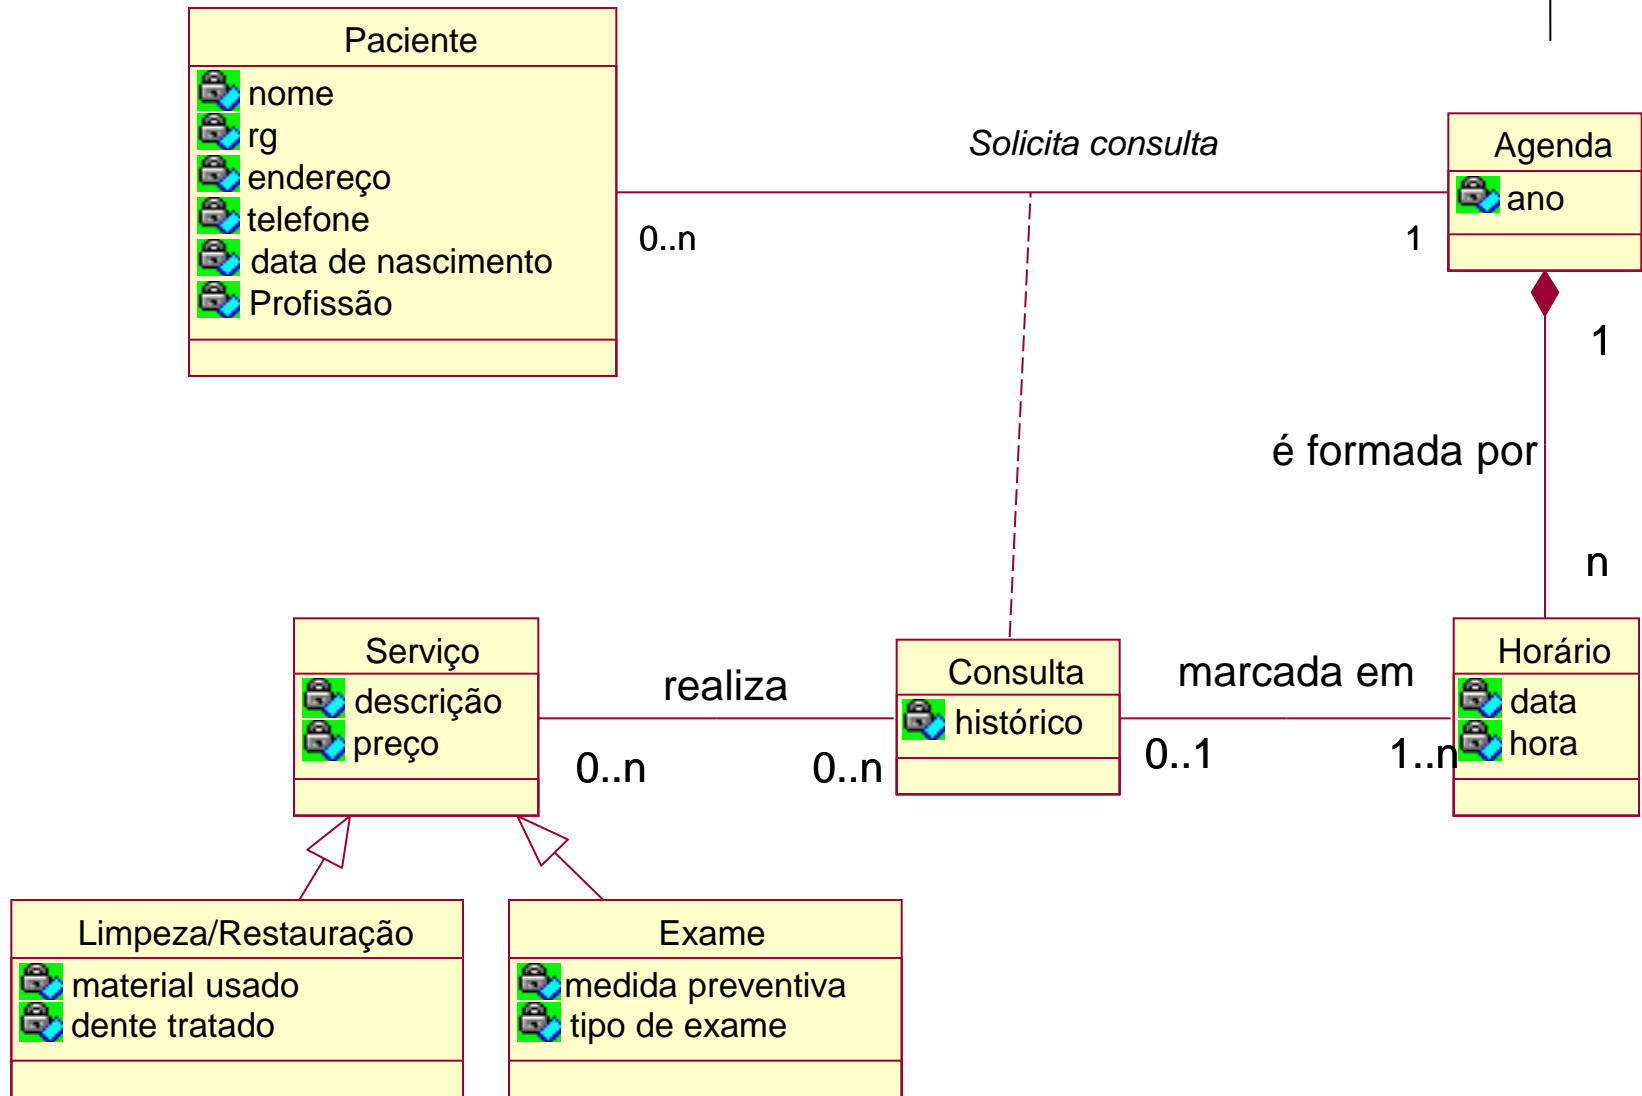 Paciente
nome
rg
endereço
telefone
data de nascimento
Profissão
Solicita consulta
0..n
1
Agenda
ano
1
é formada por
n
Serviço
descrição
preço
realiza
0..n
0..n
Consulta
histórico
marcada em
0..1
1..n
Horário
data
hora
Limpeza/Restauração
material usado
dente tratado
Exame
medida preventiva
tipo de exame